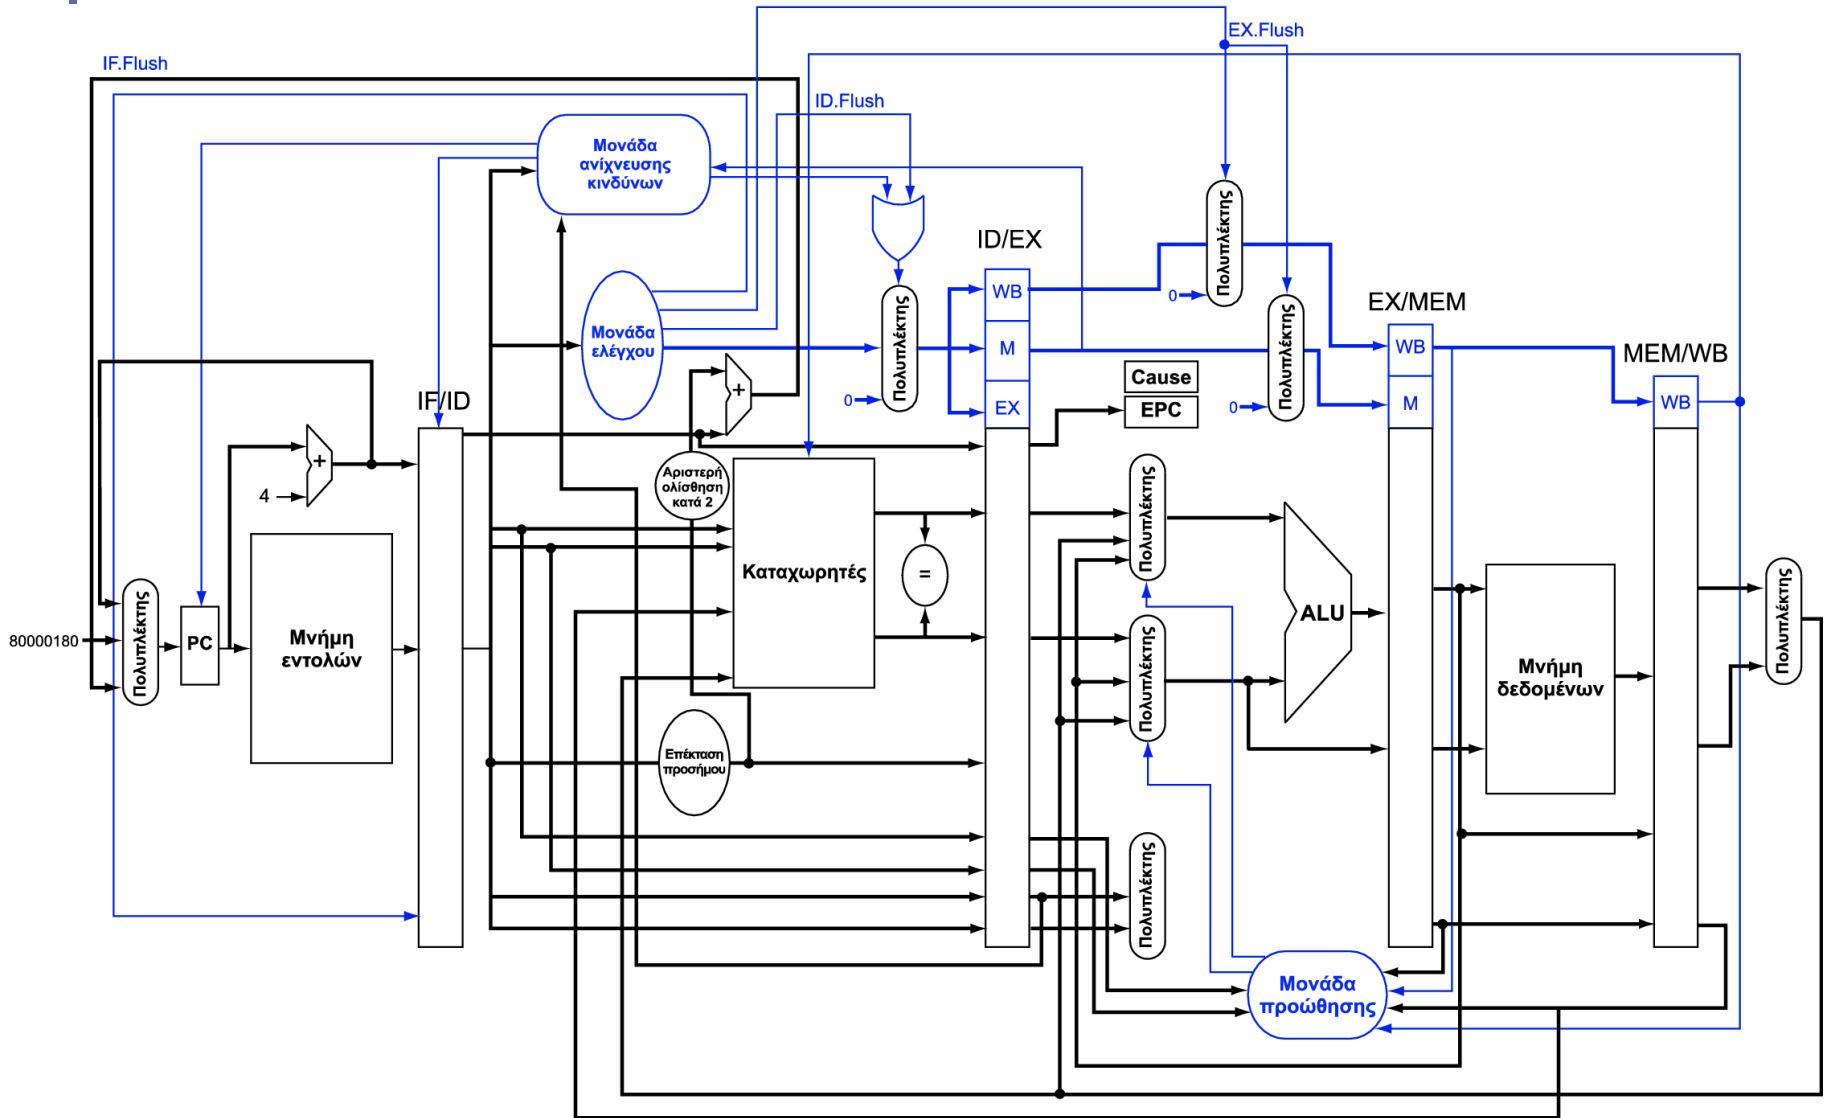 EX.Flush
IF.Flush
ID.Flush
Μονάδα
ανίχνευσης
κινδύνων
Πολυπλέκτης
ID/EX
WB
0
Πολυπλέκτης
EX/MEM
Μονάδα
ελέγχου
Πολυπλέκτης
M
WB
MEM/WB
Cause
0
EX
EPC
0
M
WB
IF/ID
+
+
4
Αριστερή
ολίσθηση
κατά 2
Πολυπλέκτης
Καταχωρητές
=
80000180
Πολυπλέκτης
PC
Μνήμη
εντολών
ALU
Πολυπλέκτης
Μνήμη
δεδομένων
Πολυπλέκτης
Επέκταση
προσήμου
Πολυπλέκτης
Μονάδα
προώθησης